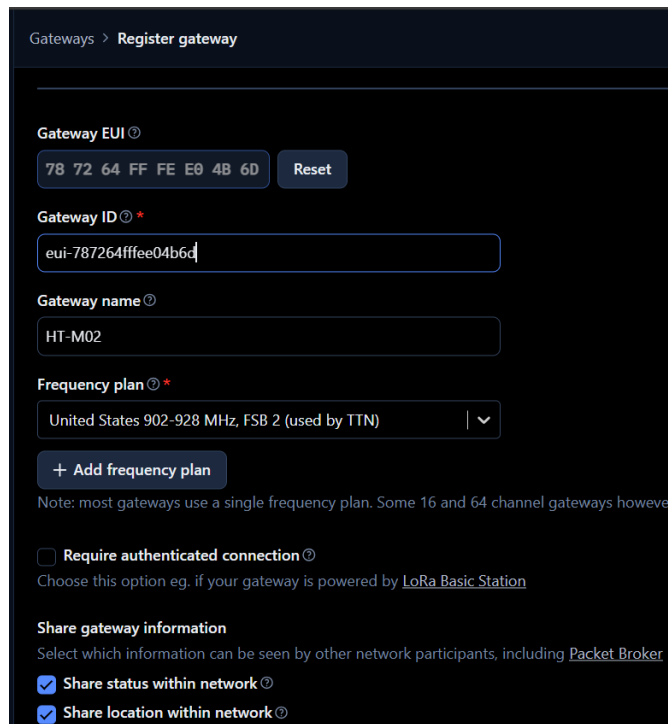 Gateways > Register gateway
Gateway EUI
78 72 64 FF FE E0 4B 6D Reset
Gateway ID *
eui-787264fffee04b6d
Gateway name
HT-M02
Frequency plan *
United States 902-928 MHz, FSB 2 (used by TTN)
+ Add frequency plan
Note: most gateways use a single frequency plan. Some 16 and 64 channel gateways howeve
Require authenticated connection
Choose this option eg. if your gateway is powered by LoRa Basic Station
Share gateway information
Select which information can be seen by other network participants, including Packet Broker
Share status within network
Share location within network